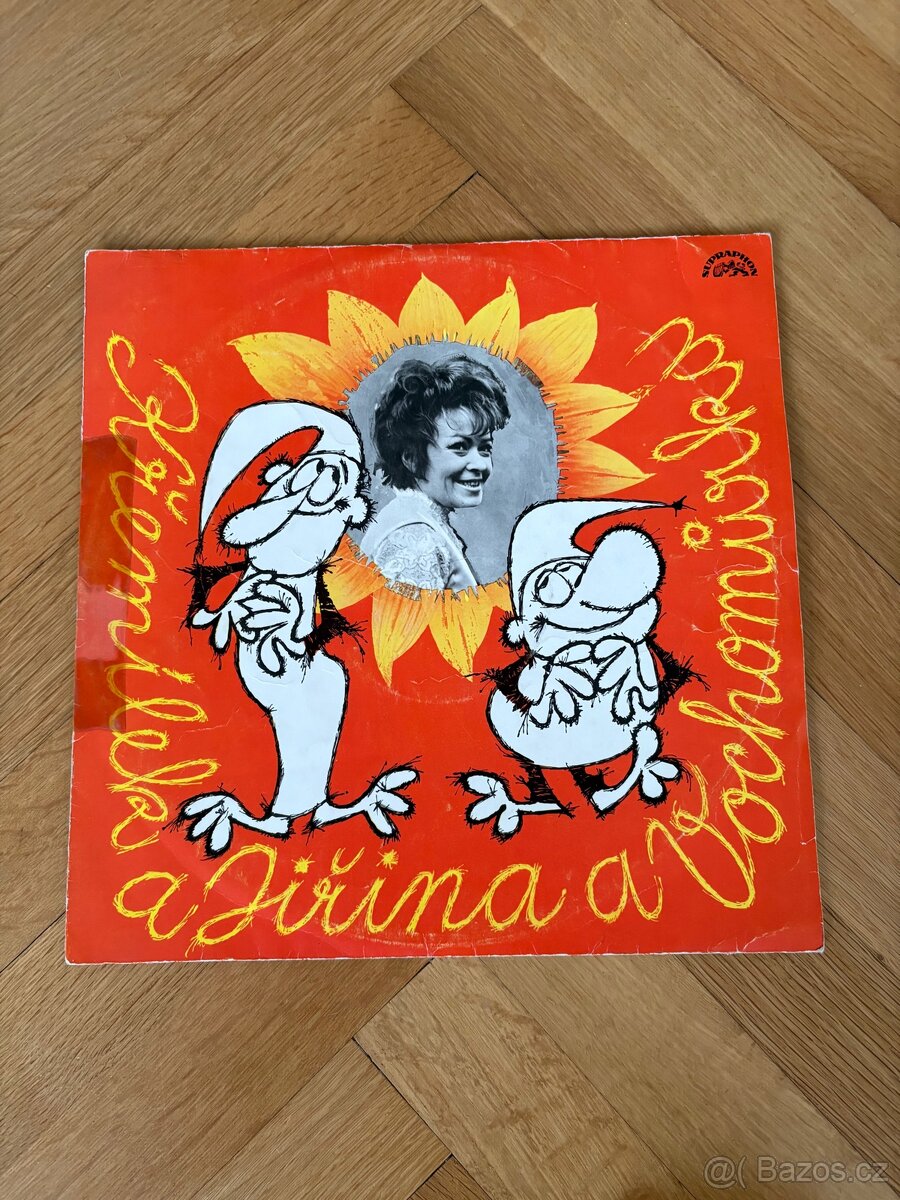 SUPRAPHON
Křemílek a Jiřina a Vochomůrka
@( Bazos.cz